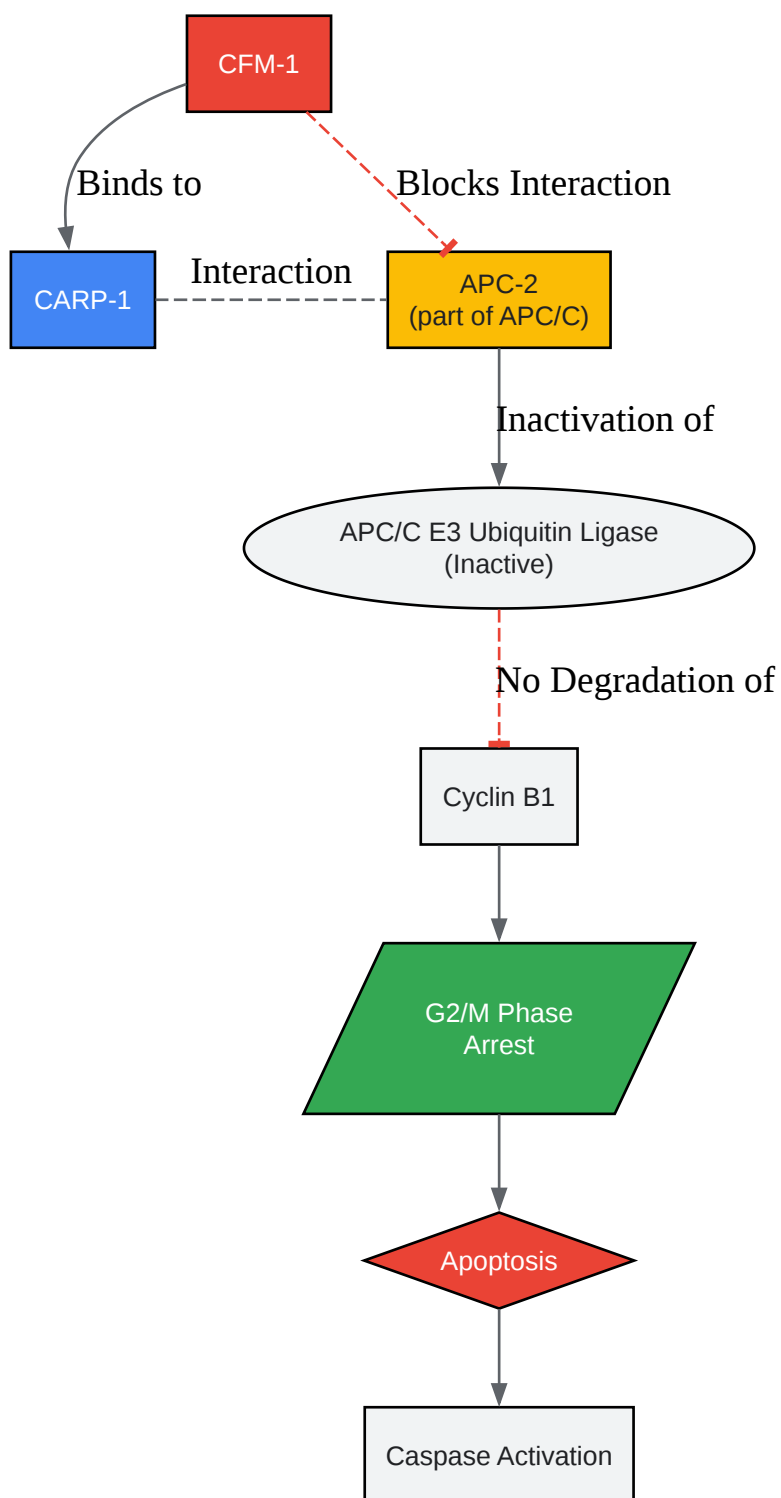 CFM-1
Binds to
Blocks Interaction
CARP-1
Interaction
APC-2
(part of APC/C)
Inactivation of
APC/C E3 Ubiquitin Ligase
(Inactive)
No Degradation of
Cyclin B1
G2/M Phase
Arrest
Apoptosis
Caspase Activation